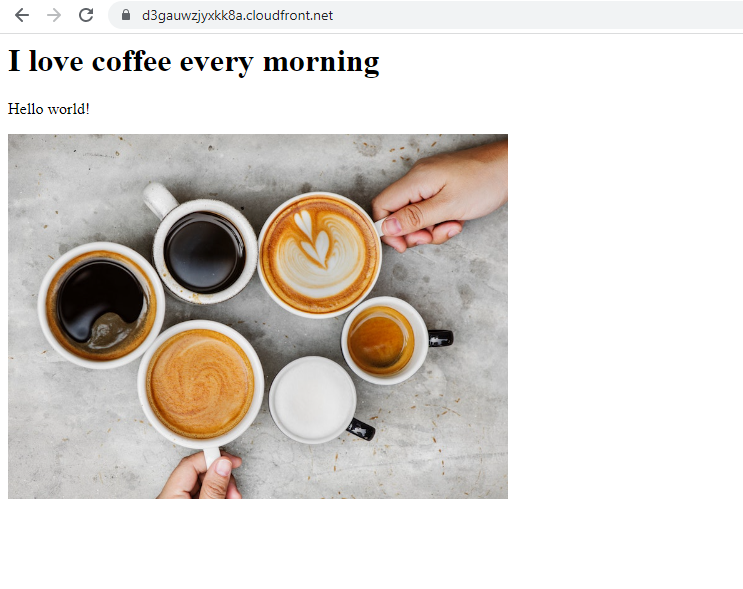 d3gauwzjyxkk8a.cloudfront.net
I love coffee every morning
Hello world!